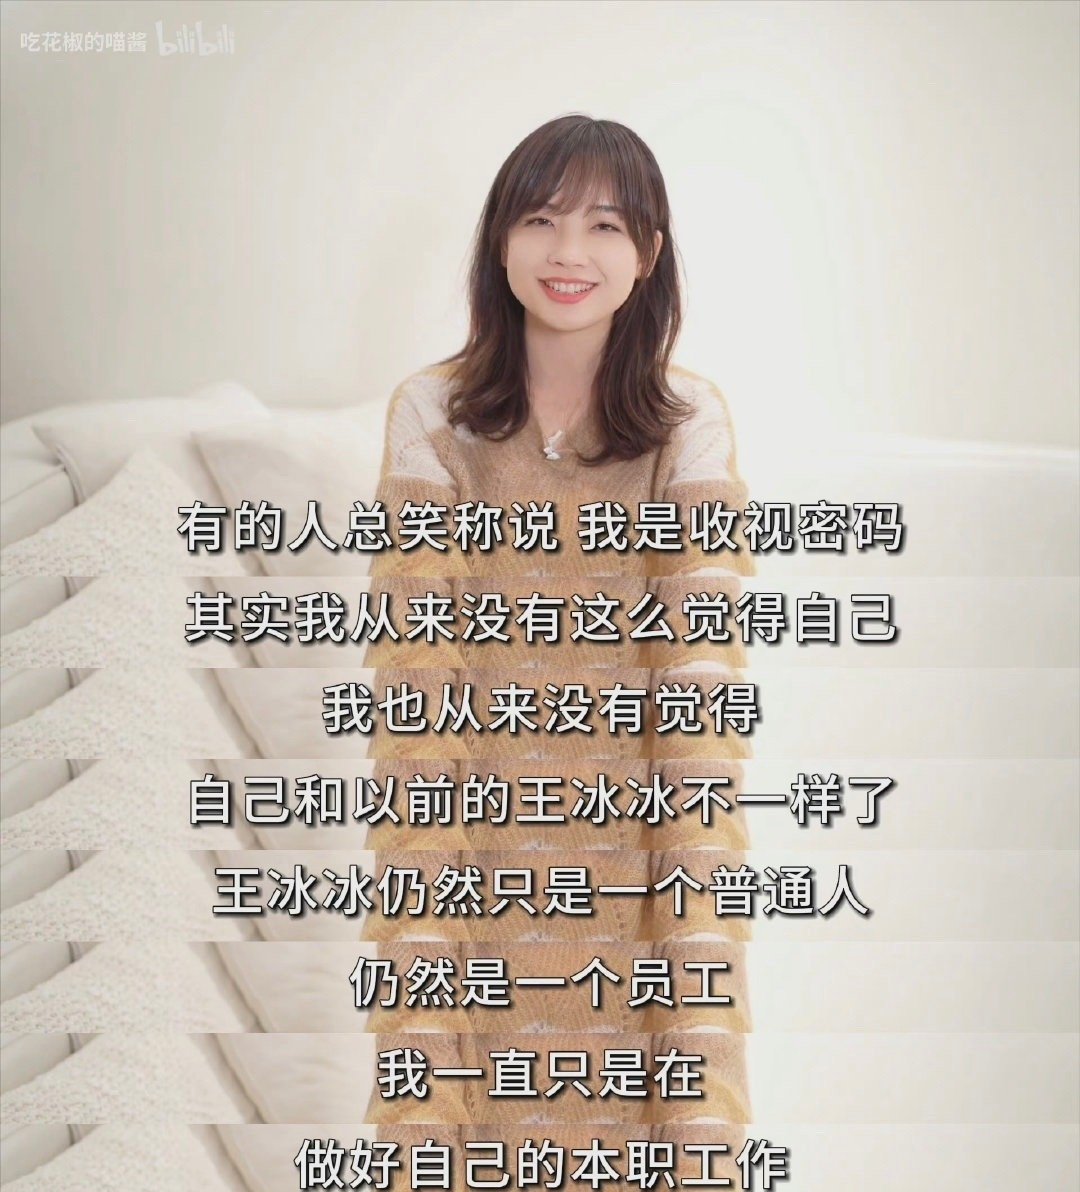 吃花椒的喵酱 bilibili
有的人总笑称说 我是收视密码
其实我从来没有这么觉得自己
我也从来没有觉得
自己和以前的王冰冰不一样了
王冰冰仍然只是一个普通人
仍然是一个员工
我一直只是在
做好自己的本职工作